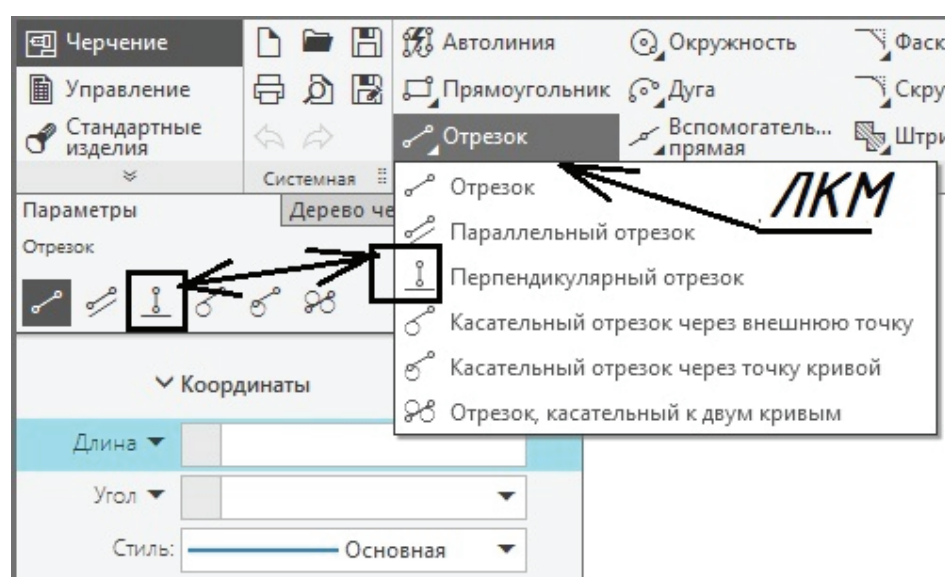 Черчение
Управление
Стандартные
изделия
Системная
Автолиния
Окружность
Фаск
Прямоугольник
Дуга
Скру
Отрезок
Вспомогатель...
прямая
Штри
Параметры
Дерево че
Отрезок
Отрезок
Параллельный отрезок
Перпендикулярный отрезок
Касательный отрезок через внешнюю точку
Касательный отрезок через точку кривой
Отрезок, касательный к двум кривым
ЛКМ
Координаты
Длина
Угол
Стиль:
Основная